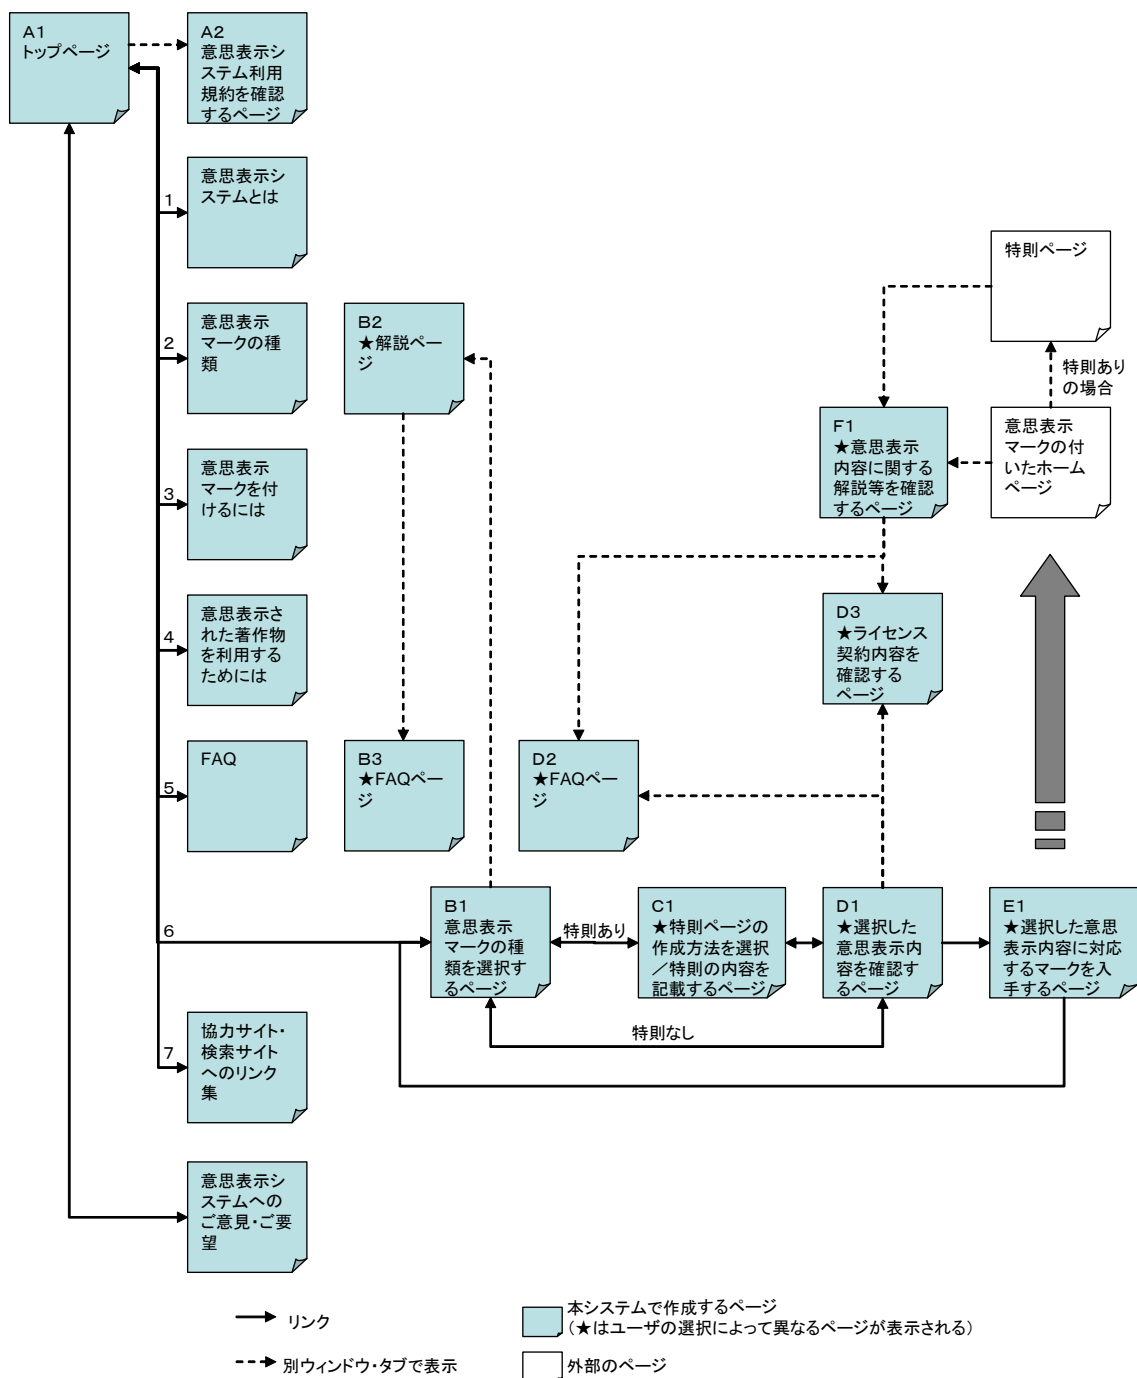 A1
トップページ
A2
意思表示シ
ステム利用
規約を確認
するページ
1
意思表示シ
ステムとは
2
意思表示
マークの種
類
3
意思表示
マークを付
けるには
4
意思表示さ
れた著作物
を利用する
ためには
5
FAQ
B2
★解説ペー
ジ
B3
★FAQペー
ジ
D2
★FAQペー
ジ
特則ページ
特則あり
の場合
F1
★意思表示
内容に関する
解説等を確認
するページ
意思表示
マークの付
いたホーム
ページ
D3
★ライセンス
契約内容を
確認する
ページ
6
B1
意思表示
マークの種
類を選択す
るページ
特則あり
C1
★特則ページの
作成方法を選択
／特則の内容を
記載するページ
D1
★選択した
意思表示内
容を確認す
るページ
E1
★選択した意思
表示内容に対応
するマークを入
手するページ
特則なし
7
協力サイト・
検索サイト
へのリンク
集
意思表示シ
ステムへの
ご意見・ご要
望
リンク
別ウィンドウ・タブで表示
本システムで作成するページ
（★はユーザの選択によって異なるページが表示される）
外部のページ